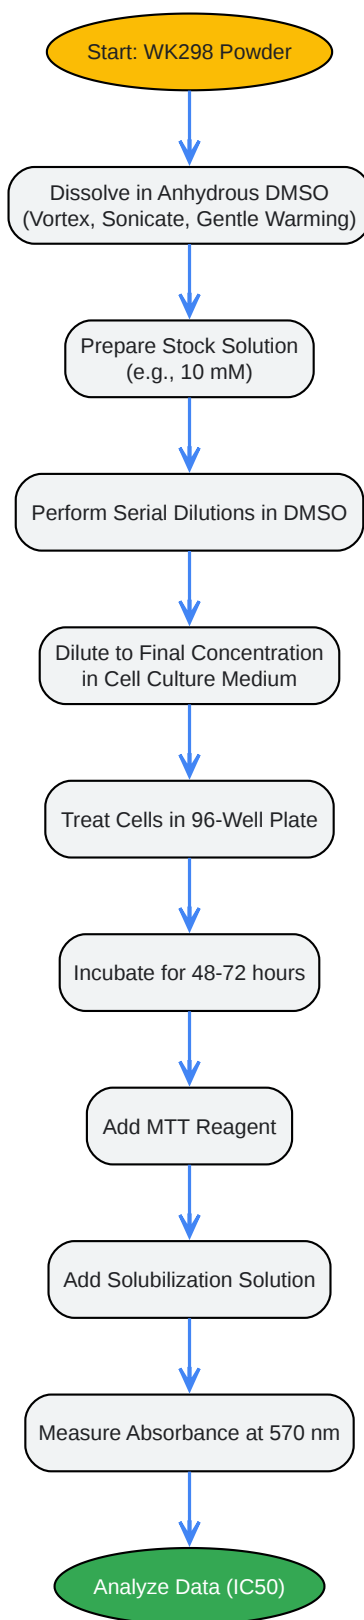 Start: WK298 Powder
Dissolve in Anhydrous DMSO
(Vortex, Sonicate, Gentle Warming)
Prepare Stock Solution
(e.g., 10 mM)
Perform Serial Dilutions in DMSO
Dilute to Final Concentration
in Cell Culture Medium
Treat Cells in 96-Well Plate
Incubate for 48-72 hours
Add MTT Reagent
Add Solubilization Solution
Measure Absorbance at 570 nm
Analyze Data (IC50)